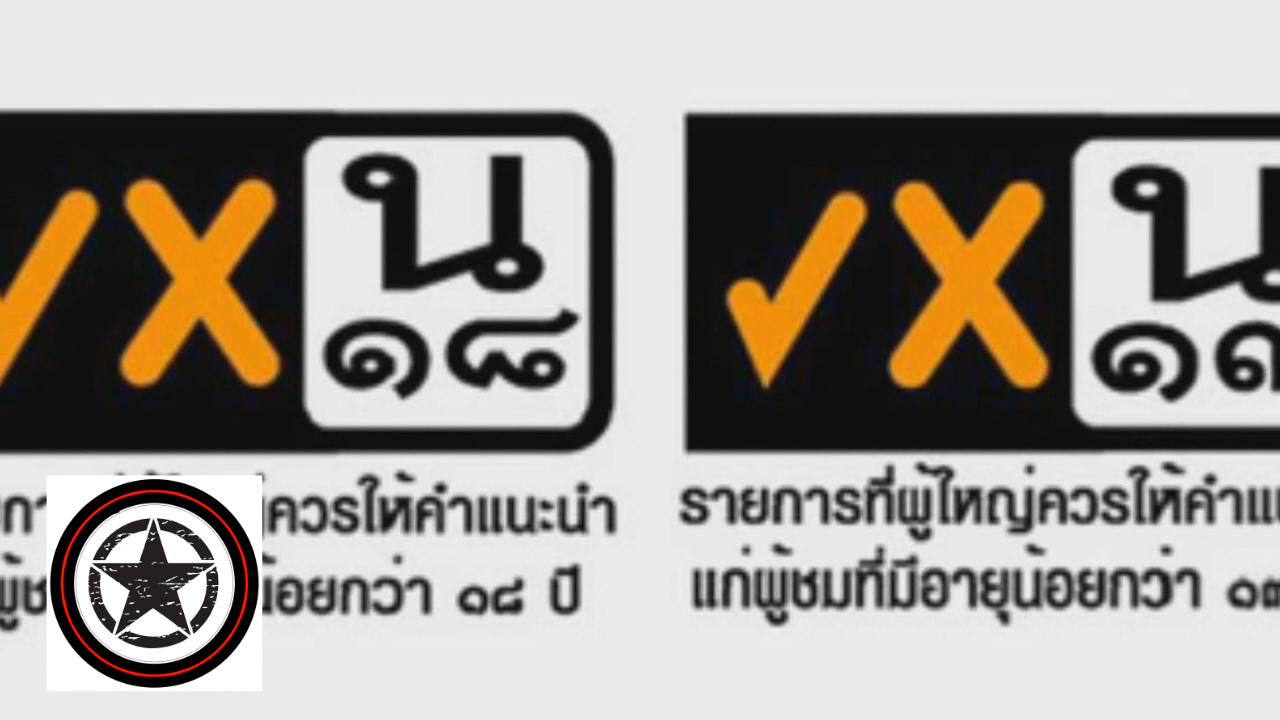 น
๑๘
ควรให้คำแนะนำ
น้อยกว่า ๑๘ ปี
น
๑
รายการที่ผู้ใหญ่ควรให้คำ
แก่ผู้ชมที่มีอายุน้อยกว่า